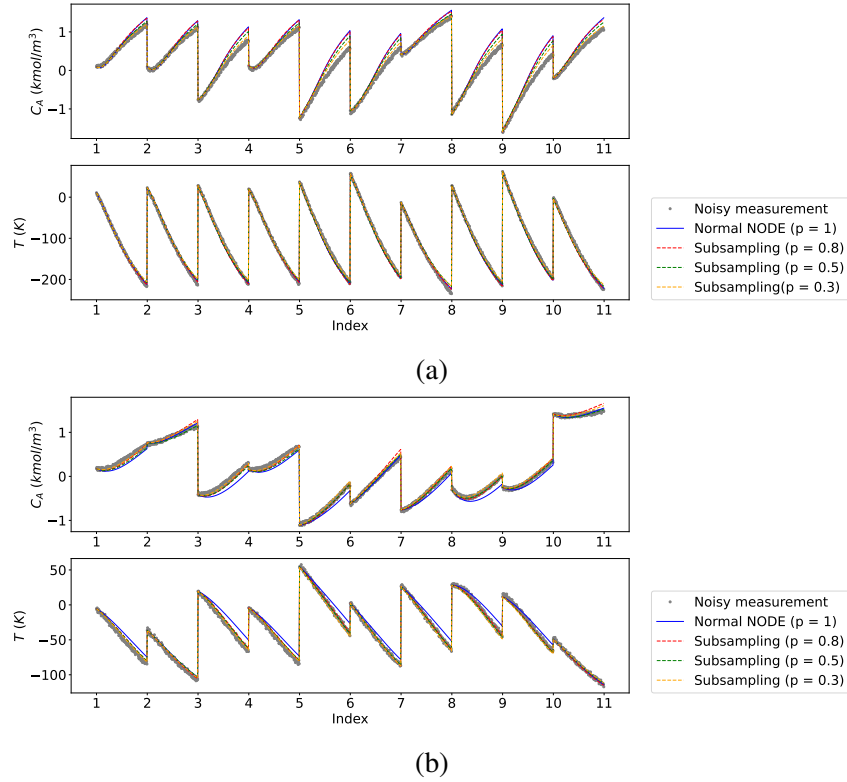 1
0
−1
C_A (kmol/m³)
1 2 3 4 5 6 7 8 9 10 11
0
−100
−200
T (K)
1 2 3 4 5 6 7 8 9 10 11
Index
Noisy measurement
Normal NODE (p = 1)
Subsampling (p = 0.8)
Subsampling (p = 0.5)
Subsampling(p = 0.3)
(a)
1
0
−1
C_A (kmol/m³)
1 2 3 4 5 6 7 8 9 10 11
50
0
−50
−100
T (K)
1 2 3 4 5 6 7 8 9 10 11
Index
Noisy measurement
Normal NODE (p = 1)
Subsampling (p = 0.8)
Subsampling (p = 0.5)
Subsampling (p = 0.3)
(b)